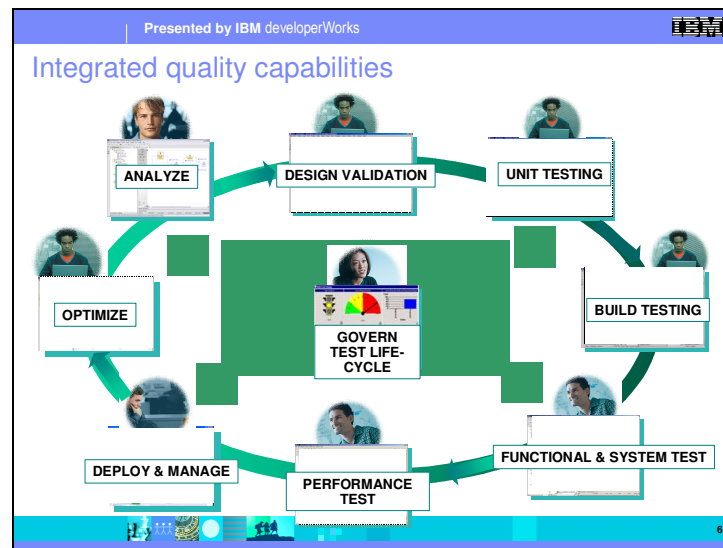 Presented by IBM developerWorks
IBM
Integrated quality capabilities
ANALYZE
DESIGN VALIDATION
UNIT TESTING
OPTIMIZE
GOVERN
TEST LIFE-
CYCLE
BUILD TESTING
DEPLOY & MANAGE
PERFORMANCE
TEST
FUNCTIONAL & SYSTEM TEST
6